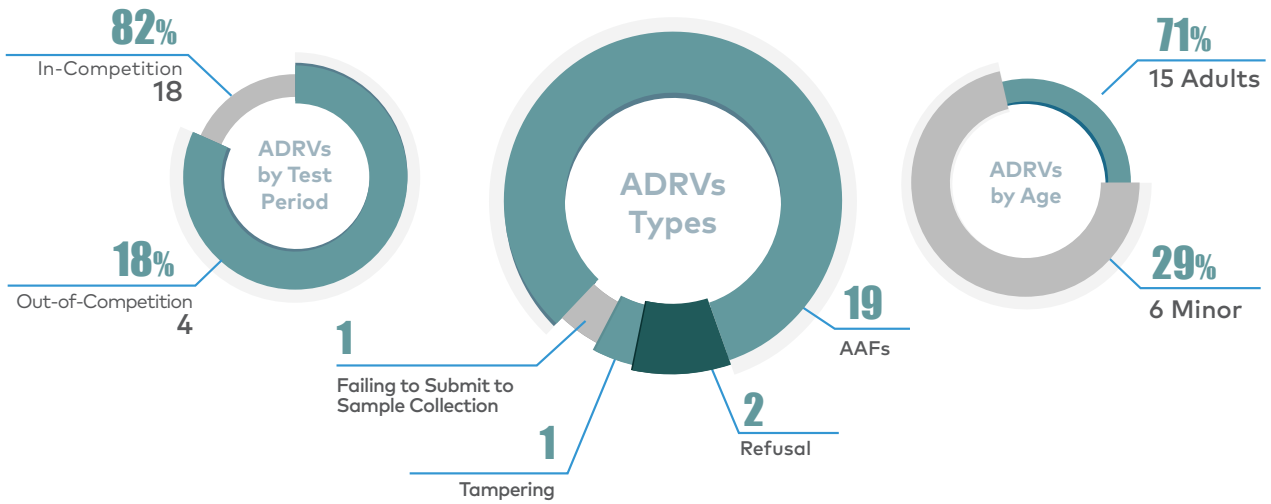 82%
In-Competition
18
ADRVs
by Test
Period
18%
Out-of-Competition
4
ADRVs
Types
19
AAFs
2
Refusal
1
Tampering
1
Failing to Submit to
Sample Collection
71%
15 Adults
ADRVs
by Age
29%
6 Minor